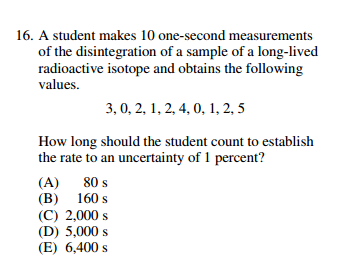 16. A student makes 10 one-second measurements
of the disintegration of a sample of a long-lived
radioactive isotope and obtains the following
values.
3, 0, 2, 1, 2, 4, 0, 1, 2, 5
How long should the student count to establish
the rate to an uncertainty of 1 percent?
(A) 80 s
(B) 160 s
(C) 2,000 s
(D) 5,000 s
(E) 6,400 s